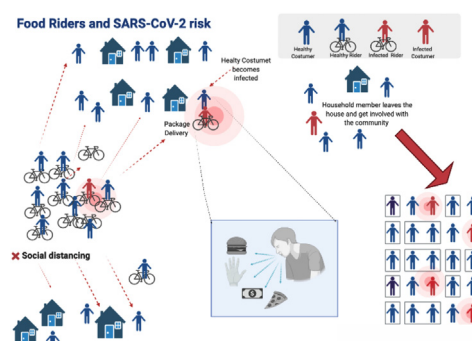 Food Riders and SARS-CoV-2 risk
Healthy
Costumer
Healthy Rider
Infected Rider
Infected
Costumer
Healty Costumet
- becomes
infected
Household member leaves the
house and get involved with
the community
Package
Delivery
✖ Social distancing